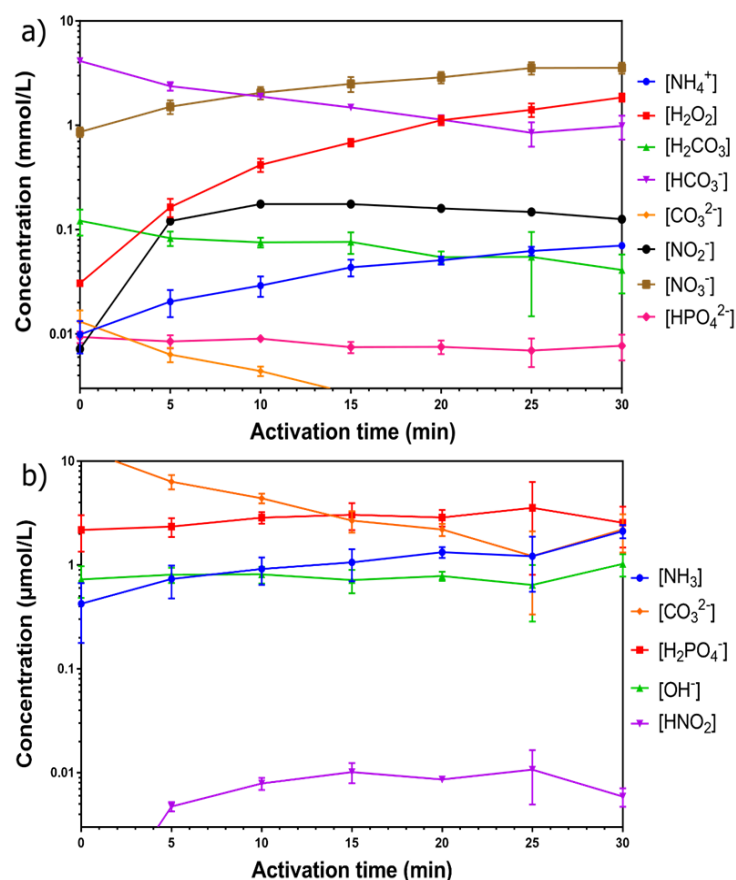 a)
Concentration (mmol/L)
10
1
0.1
0.01
0 5 10 15 20 25 30
Activation time (min)
[NH₄⁺]
[H₂O₂]
[H₂CO₃]
[HCO₃⁻]
[CO₃²⁻]
[NO₂⁻]
[NO₃⁻]
[HPO₄²⁻]
b)
Concentration (µmol/L)
10
1
0.1
0.01
0 5 10 15 20 25 30
Activation time (min)
[NH₃]
[CO₃²⁻]
[H₂PO₄⁻]
[OH⁻]
[HNO₂]